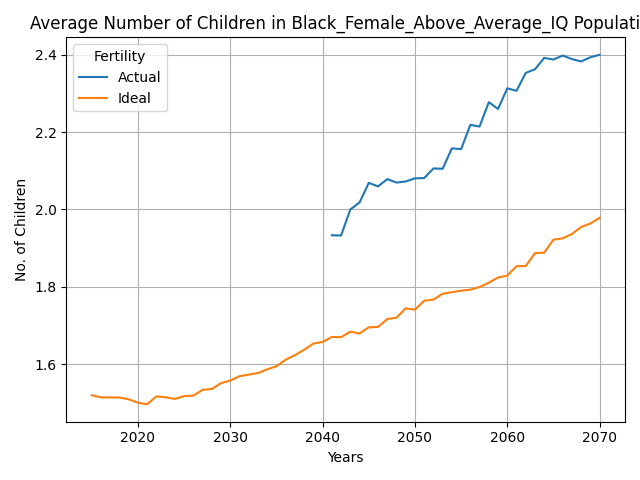 Average Number of Children in Black_Female_Above_Average_IQ Populati
Fertility
Actual
Ideal
No. of Children
2.4
2.2
2.0
1.8
1.6
2020 2030 2040 2050 2060 2070
Years